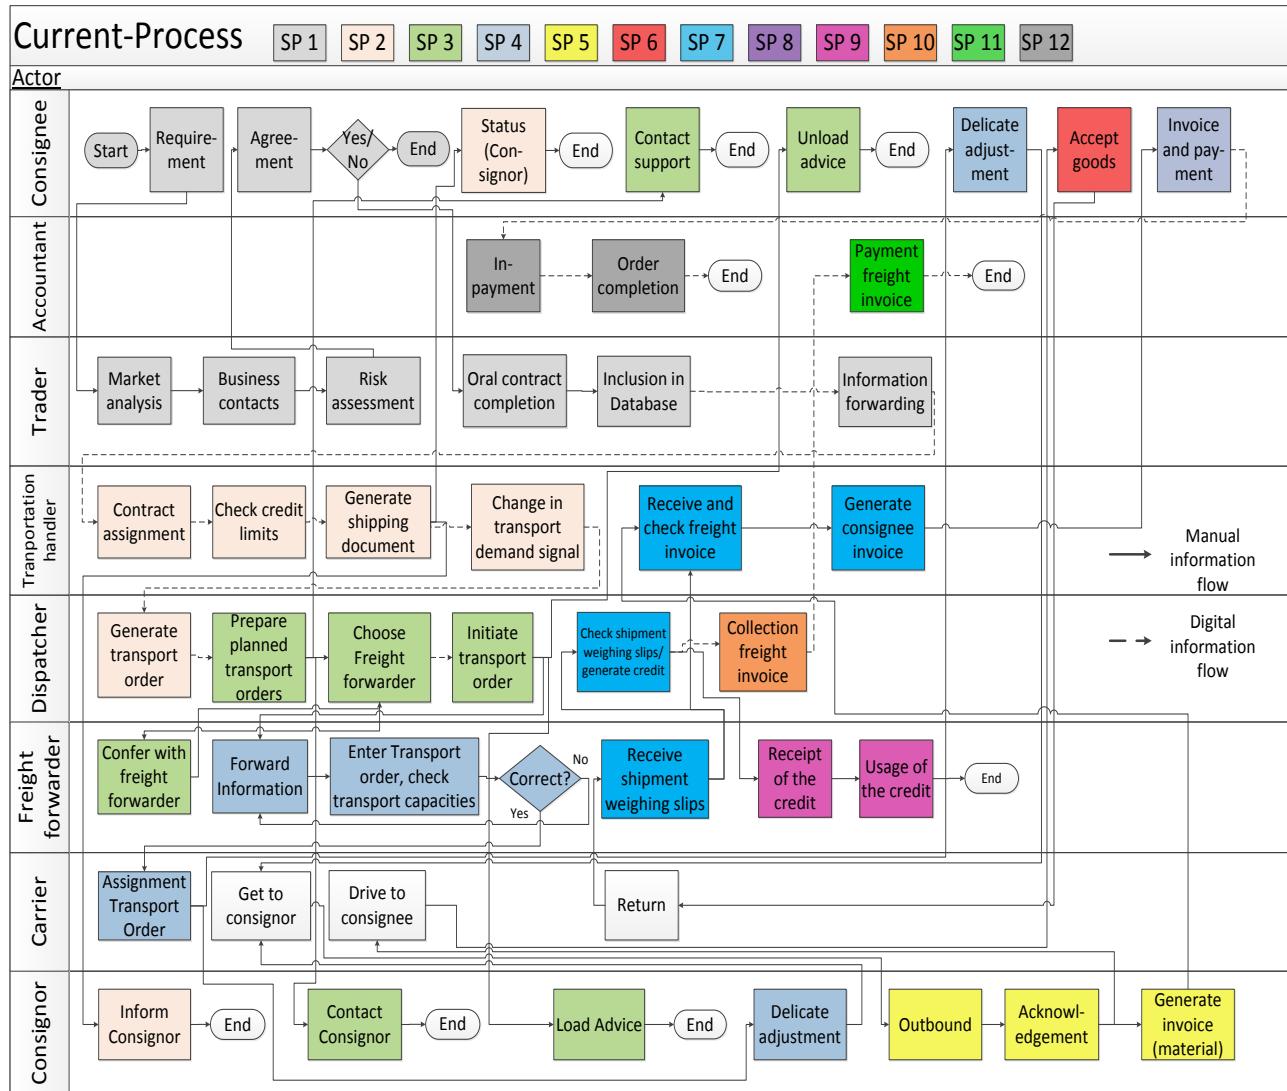 Current-Process
SP 1
SP 2
SP 3
SP 4
SP 5
SP 6
SP 7
SP 8
SP 9
SP 10
SP 11
SP 12
Actor
Consignee
Start
Require-
ment
Agree-
ment
Yes/
No
End
Status
(Con-
signor)
End
Contact
support
End
Unload
advice
End
Delicate
adjust-
ment
Accept
goods
Invoice
and pay-
ment
Accountant
In-
payment
Order
completion
End
Payment
freight
invoice
End
Trader
Market
analysis
Business
contacts
Risk
assessment
Oral contract
completion
Inclusion in
Database
Information
forwarding
Tranportation
handler
Contract
assignment
Check credit
limits
Generate
shipping
document
Change in
transport
demand signal
Receive and
check freight
invoice
Generate
consignee
invoice
Manual
information
flow
Dispatcher
Generate
transport
order
Prepare
planned
transport
orders
Choose
Freight
forwarder
Initiate
transport
order
Check shipment
weighing slips/
generate credit
Collection
freight
invoice
Digital
information
flow
Freight
forwarder
Confer with
freight
forwarder
Forward
Information
Enter Transport
order, check
transport capacities
Correct?
No
Yes
Receive
shipment
weighing slips
Receipt
of the
credit
Usage of
the credit
End
Carrier
Assignment
Transport
Order
Get to
consignor
Drive to
consignee
Return
Consignor
Inform
Consignor
End
Contact
Consignor
End
Load Advice
End
Delicate
adjustment
Outbound
Acknowl-
edgement
Generate
invoice
(material)